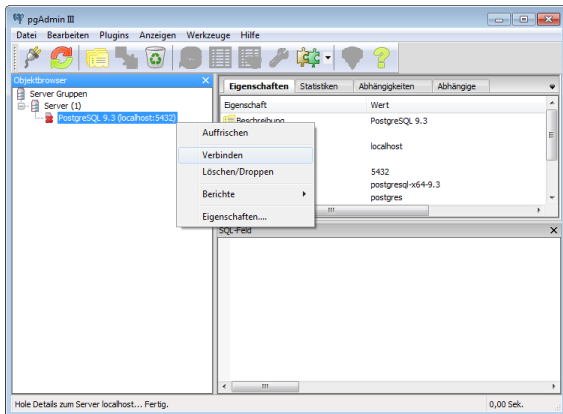 pgAdmin III
Datei Bearbeiten Plugins Anzeigen Werkzeuge Hilfe
Objektbrowser
Server Gruppen
Server (1)
PostgreSQL 9.3 (localhost:5432)
Auffrischen
Verbinden
Löschen/Droppen
Berichte
Eigenschaften....
Eigenschaften Statistiken Abhängigkeiten Abhängige
Eigenschaft Wert
Beschreibung PostgreSQL 9.3
localhost
5432
postgresql-x64-9.3
postgres
SQL-Feld
Hole Details zum Server localhost... Fertig. 0,00 Sek.